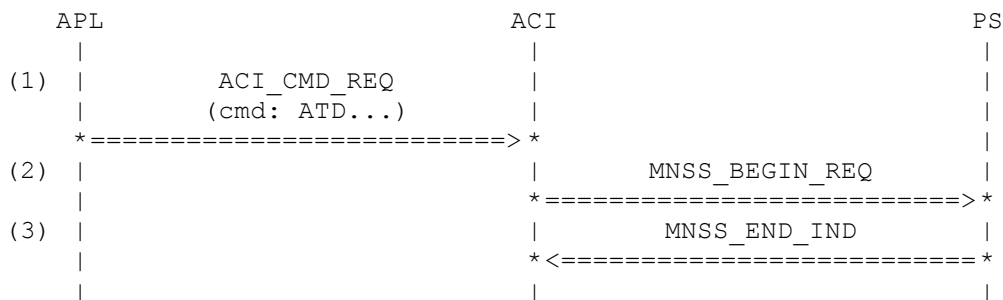 APL ACI PS
| | |
(1) | ACI_CMD_REQ | |
| (cmd: ATD...) | |
*==========================>* |
(2) | | MNSS_BEGIN_REQ |
| *==========================>*
(3) | | MNSS_END_IND |
| *<==========================*
| | |